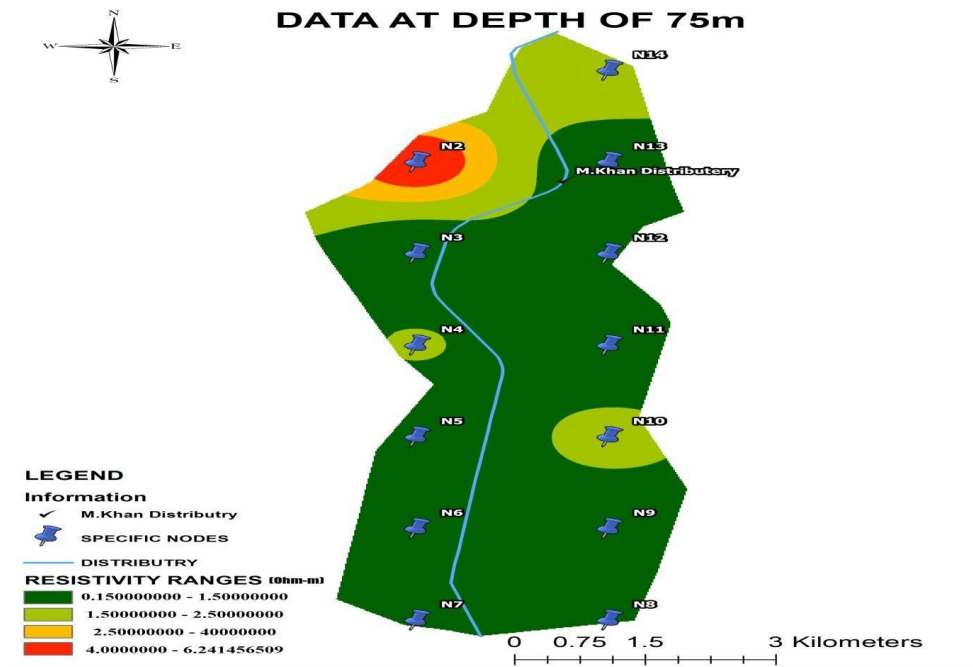 DATA AT DEPTH OF 75m
N
W E
S
N14
N2
N13
M.Khan Distributery
N3
N12
N4
N11
N5
N10
N6
N9
N7
N8
LEGEND
Information
M.Khan Distributry
SPECIFIC NODES
DISTRIBUTRY
RESISTIVITY RANGES (Ohm-m)
0.150000000 - 1.50000000
1.50000000 - 2.50000000
2.50000000 - 40000000
4.0000000 - 6.241456509
0 0.75 1.5 3 Kilometers